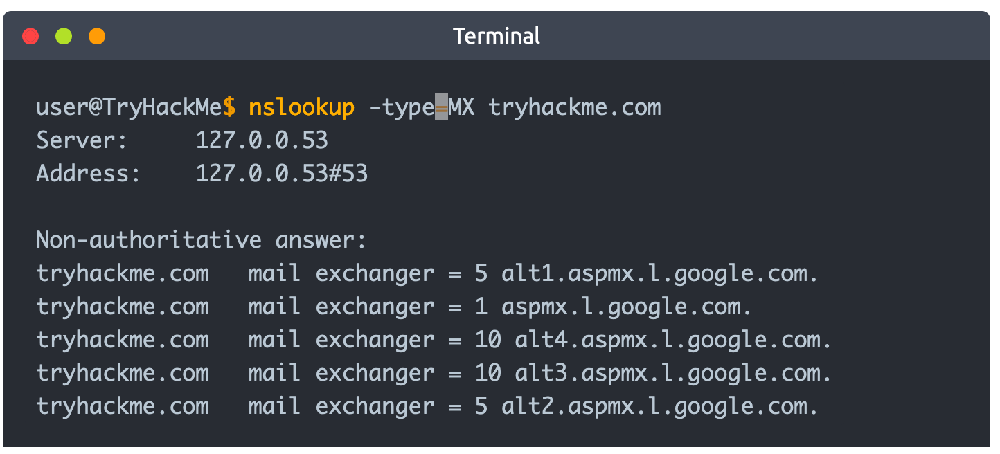 Terminal
user@TryHackMe$ nslookup -type=MX tryhackme.com
Server:     127.0.0.53
Address:    127.0.0.53#53
Non-authoritative answer:
tryhackme.com   mail exchanger = 5 alt1.aspmx.l.google.com.
tryhackme.com   mail exchanger = 1 aspmx.l.google.com.
tryhackme.com   mail exchanger = 10 alt4.aspmx.l.google.com.
tryhackme.com   mail exchanger = 10 alt3.aspmx.l.google.com.
tryhackme.com   mail exchanger = 5 alt2.aspmx.l.google.com.